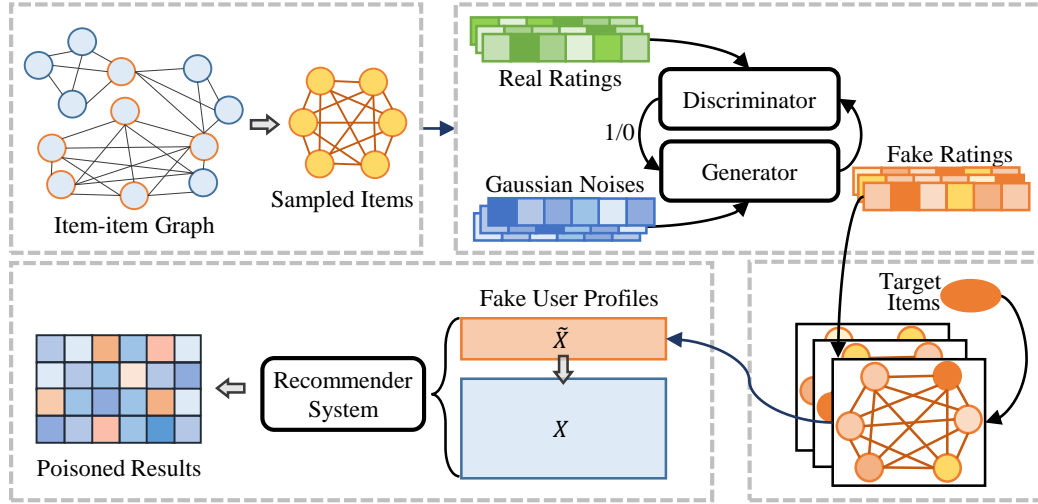 Item-item Graph
Sampled Items
Real Ratings
Discriminator
1/0
Generator
Gaussian Noises
Fake Ratings
Target
Items
Fake User Profiles
X̃
X
Recommender
System
Poisoned Results